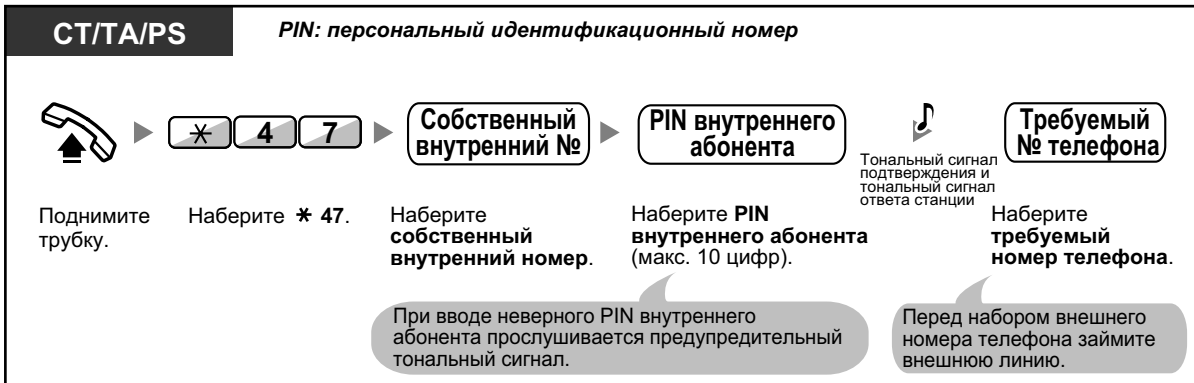 CT/TA/PS
PIN: персональный идентификационный номер
✳ 4 7
Собственный
внутренний №
PIN внутреннего
абонента
Тональный сигнал
подтверждения и
тональный сигнал
ответа станции
Требуемый
№ телефона
Поднимите
трубку.
Наберите ✳ 47.
Наберите
собственный
внутренний номер.
Наберите PIN
внутреннего абонента
(макс. 10 цифр).
Наберите
требуемый
номер телефона.
При вводе неверного PIN внутреннего
абонента прослушивается предупредительный
тональный сигнал.
Перед набором внешнего
номера телефона займите
внешнюю линию.